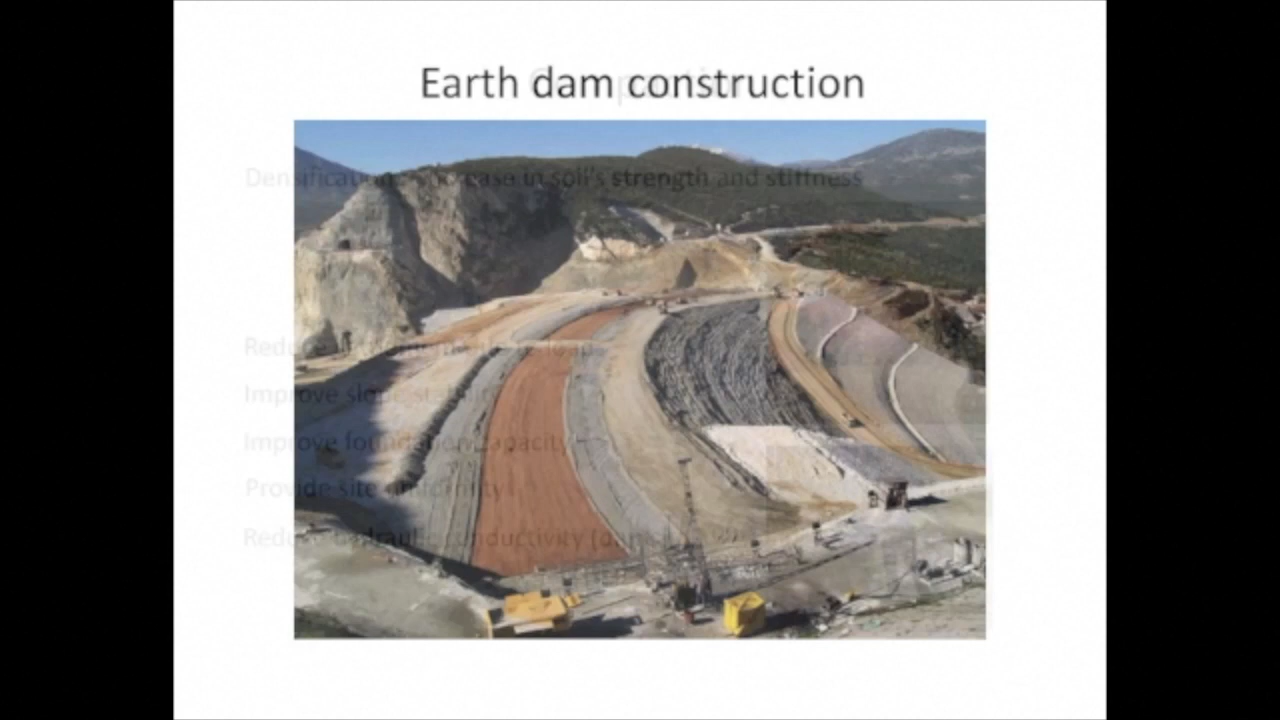 Earth dam construction
Densification increase in soil's strength and stiffness
Reduce
Improve slope stability
Improve foundation capacity
Provide site uniformity
Reduce hydraulic conductivity